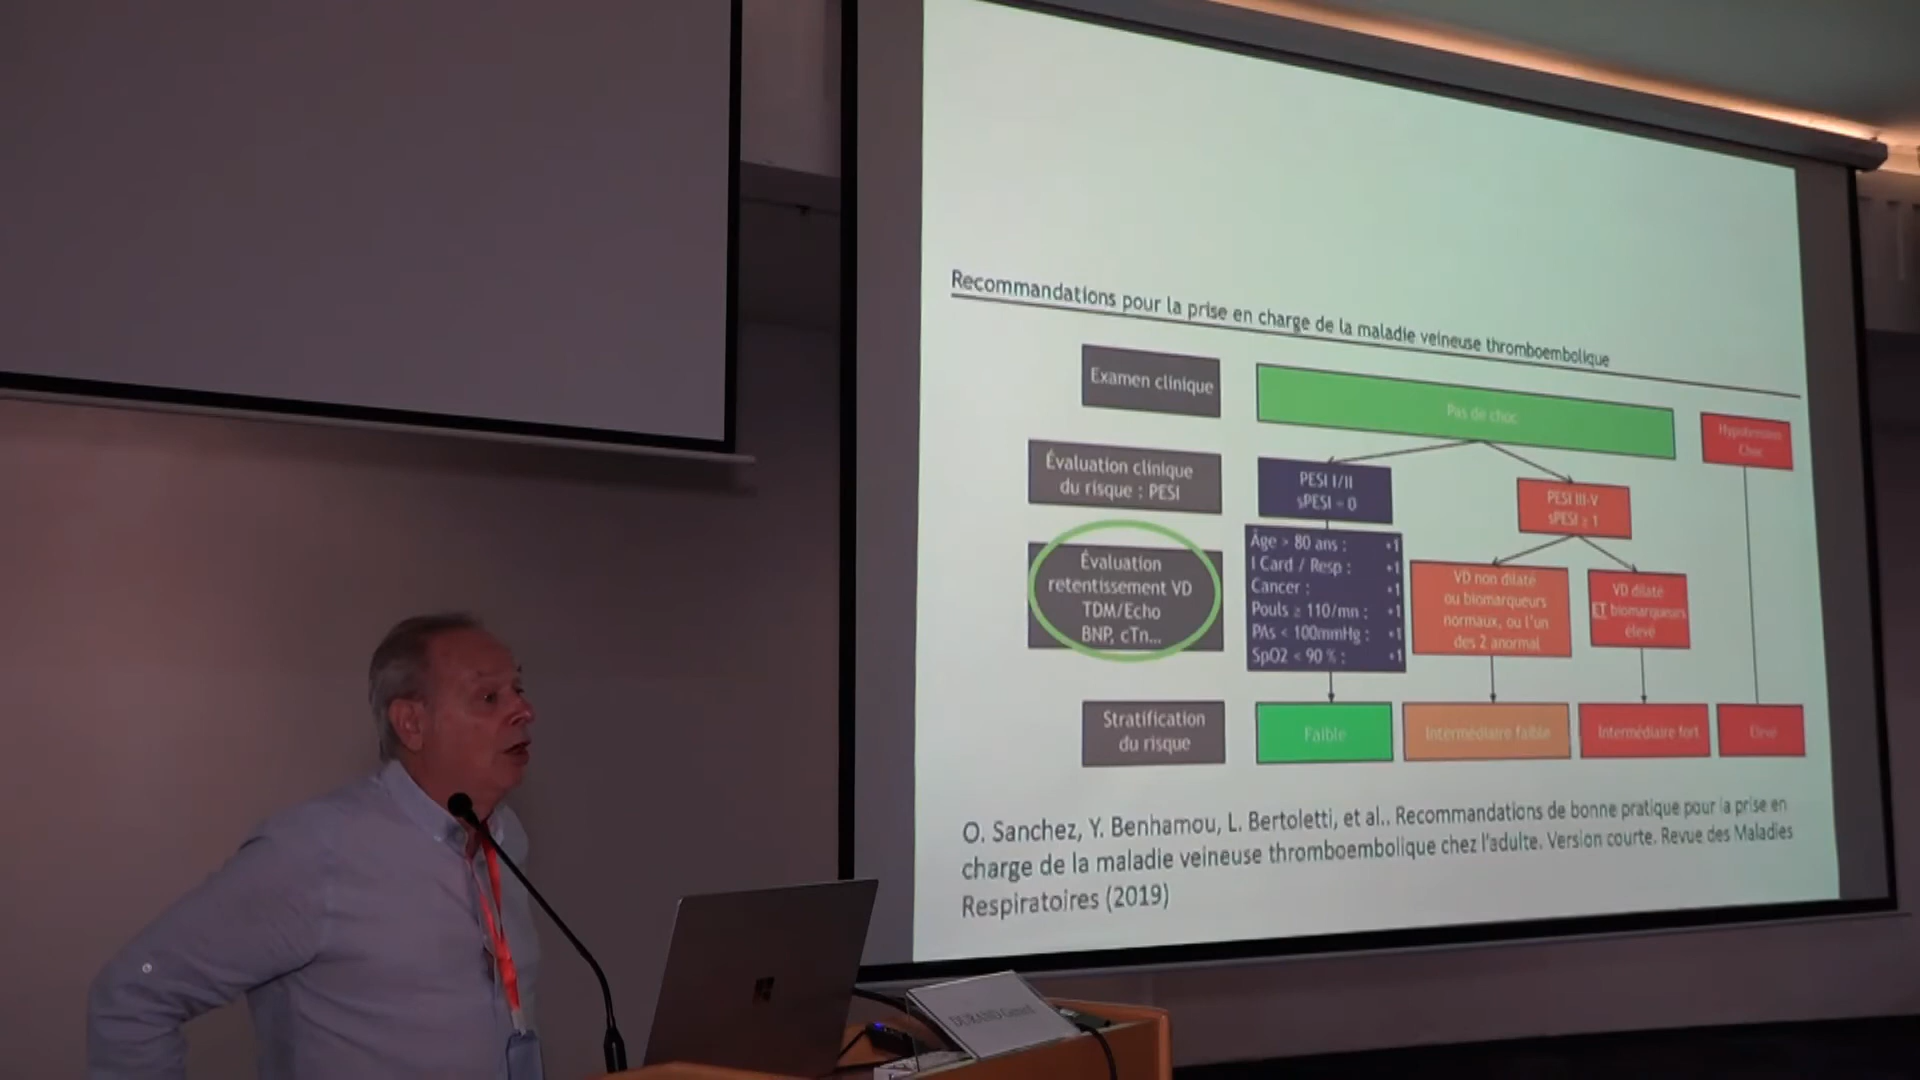 Recommandations pour la prise en charge de la maladie veineuse thromboembolique
Examen clinique
Pas de choc
Hypotension
Choc
Évaluation clinique
du risque : PESI
PESI I/II
sPESI = 0
PESI III-V
sPESI ≥ 1
Évaluation
retentissement VD
TDM/Echo
BNP, cTn...
Âge > 80 ans : +1
I Card / Resp : +1
Cancer : +1
Pouls ≥ 110/mn : +1
PAs < 100mmHg : +1
SpO2 < 90 % : +1
VD non dilaté
ou biomarqueurs
normaux, ou l'un
des 2 anormal
VD dilaté
ET biomarqueurs
élevé
Stratification
du risque
Faible
Intermédiaire faible
Intermédiaire fort
Élevé
O. Sanchez, Y. Benhamou, L. Bertoletti, et al.. Recommandations de bonne pratique pour la prise en
charge de la maladie veineuse thromboembolique chez l'adulte. Version courte. Revue des Maladies
Respiratoires (2019)
DURAND